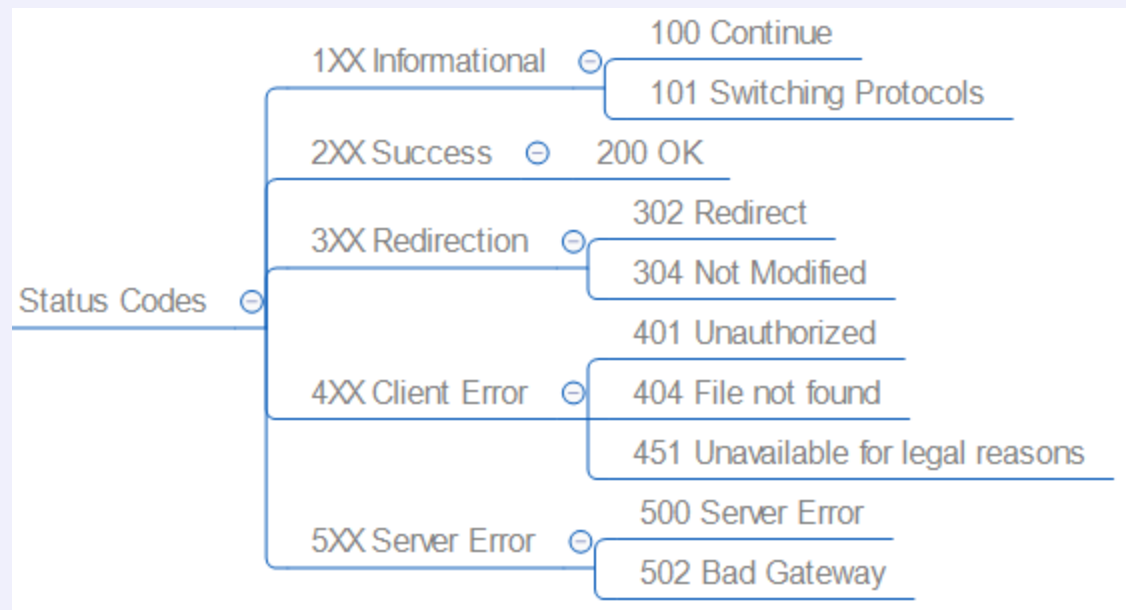 Status Codes
1XX Informational
100 Continue
101 Switching Protocols
2XX Success
200 OK
3XX Redirection
302 Redirect
304 Not Modified
4XX Client Error
401 Unauthorized
404 File not found
451 Unavailable for legal reasons
5XX Server Error
500 Server Error
502 Bad Gateway